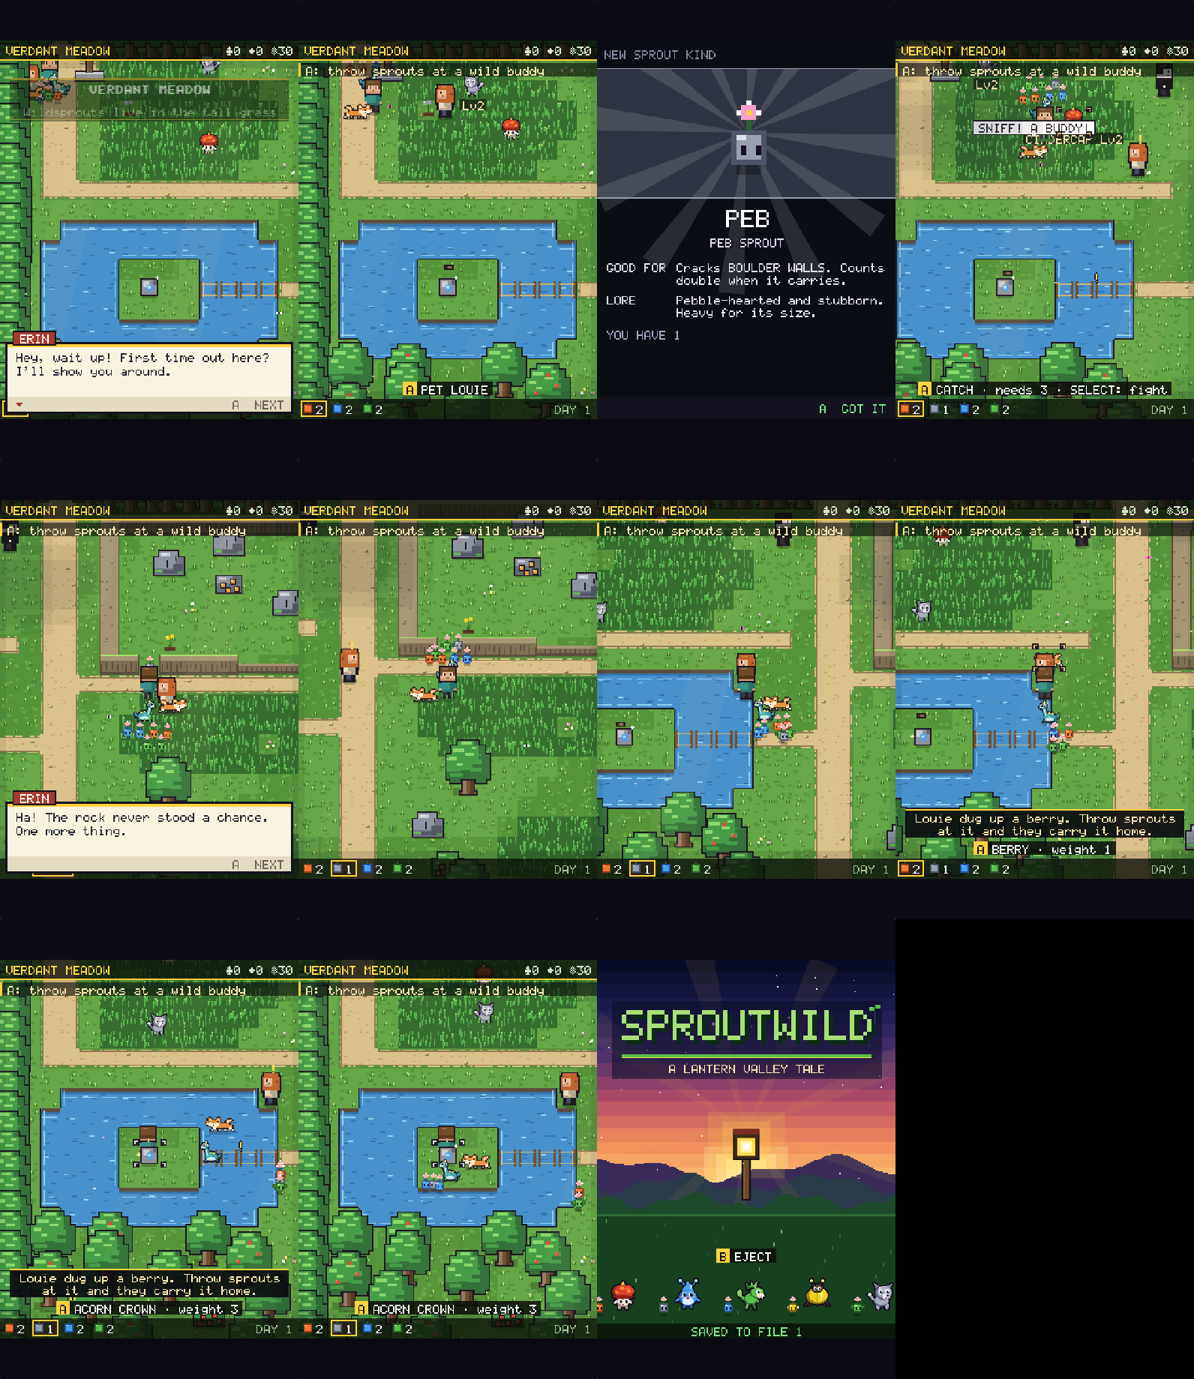 VERDANT MEADOW
0 0 $30
VERDANT MEADOW
Wildsprouts live in the tall grass
ERIN
Hey, wait up! First time out here?
I'll show you around.
A NEXT
VERDANT MEADOW
0 0 $30
A: throw sprouts at a wild buddy
Lv2
A PET LOUIE
2 2 2
DAY 1
NEW SPROUT KIND
PEB
PEB SPROUT
GOOD FOR Cracks BOULDER WALLS. Counts
double when it carries.
LORE Pebble-hearted and stubborn.
Heavy for its size.
YOU HAVE 1
A GOT IT
VERDANT MEADOW
0 0 $30
A: throw sprouts at a wild buddy
Lv2
SNIFF! A BUDDY!
Lv2
A CATCH · needs 3 · SELECT: fight
2 1 2 2
DAY 1
VERDANT MEADOW
0 0 $30
A: throw sprouts at a wild buddy
ERIN
Ha! The rock never stood a chance.
One more thing.
A NEXT
VERDANT MEADOW
0 0 $30
A: throw sprouts at a wild buddy
2 1 2 2
DAY 1
VERDANT MEADOW
0 0 $30
A: throw sprouts at a wild buddy
2 1 2 2
DAY 1
VERDANT MEADOW
0 0 $30
A: throw sprouts at a wild buddy
Louie dug up a berry. Throw sprouts
at it and they carry it home.
A BERRY · weight 1
2 1 2 2
DAY 1
VERDANT MEADOW
0 0 $30
A: throw sprouts at a wild buddy
Louie dug up a berry. Throw sprouts
at it and they carry it home.
A ACORN CROWN · weight 3
2 1 2 2
DAY 1
VERDANT MEADOW
0 0 $30
A: throw sprouts at a wild buddy
A ACORN CROWN · weight 3
2 1 2 2
DAY 1
SPROUTWILD
A LANTERN VALLEY TALE
B EJECT
SAVED TO FILE 1